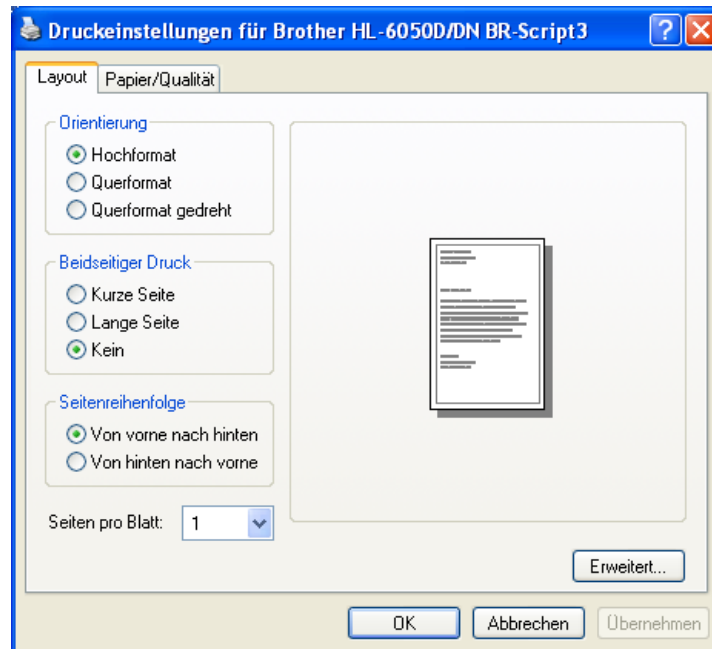 Druckeinstellungen für Brother HL-6050D/DN BR-Script3
Layout
Papier/Qualität
Orientierung
Hochformat
Querformat
Querformat gedreht
Beidseitiger Druck
Kurze Seite
Lange Seite
Kein
Seitenreihenfolge
Von vorne nach hinten
Von hinten nach vorne
Seiten pro Blatt: 1
Erweitert...
OK
Abbrechen
Übernehmen